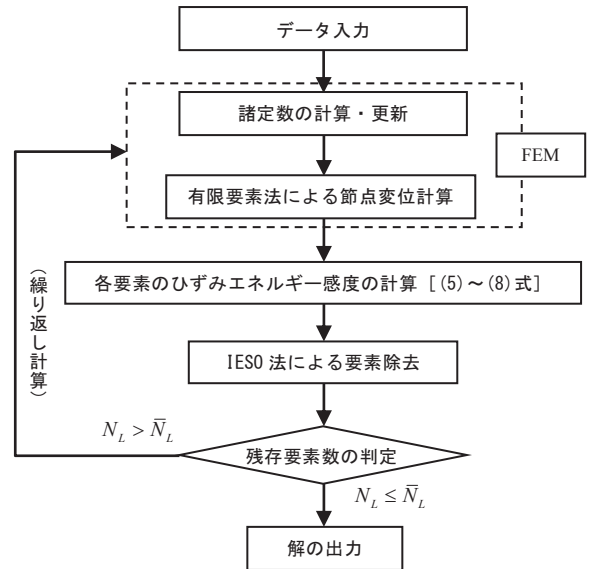 データ入力
諸定数の計算・更新
FEM
有限要素法による節点変位計算
各要素のひずみエネルギー感度の計算［(5)～(8)式］
（繰り返し計算）
IESO 法による要素除去
N_L > N̅_L
残存要素数の判定
N_L ≤ N̅_L
解の出力